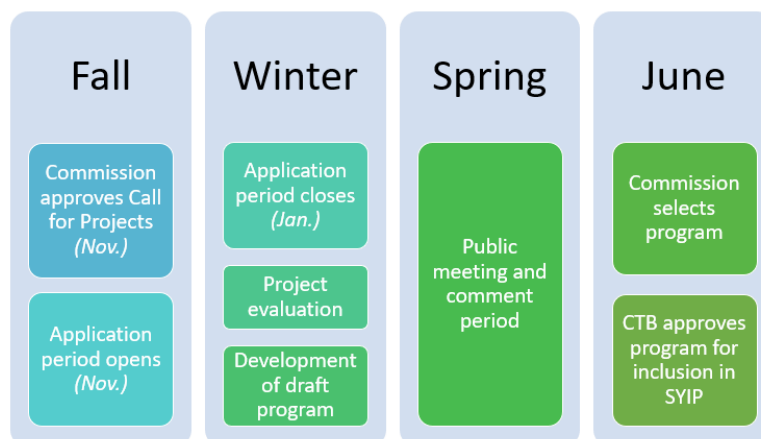 Fall
Commission
approves Call
for Projects
(Nov.)
Application
period opens
(Nov.)
Winter
Application
period closes
(Jan.)
Project
evaluation
Development
of draft
program
Spring
Public
meeting and
comment
period
June
Commission
selects
program
CTB approves
program for
inclusion in
SYIP